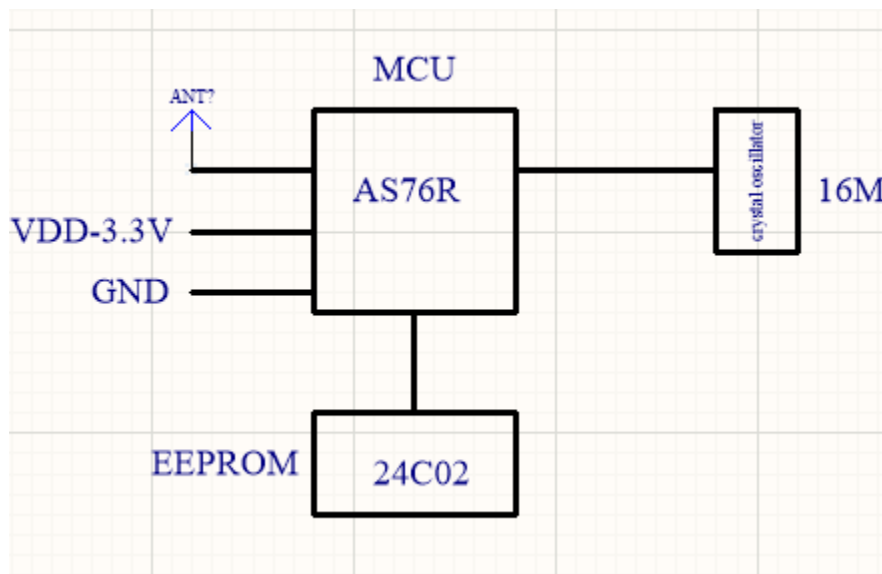 MCU
ANT?
AS76R
crystal oscillator
16M
VDD-3.3V
GND
EEPROM
24C02